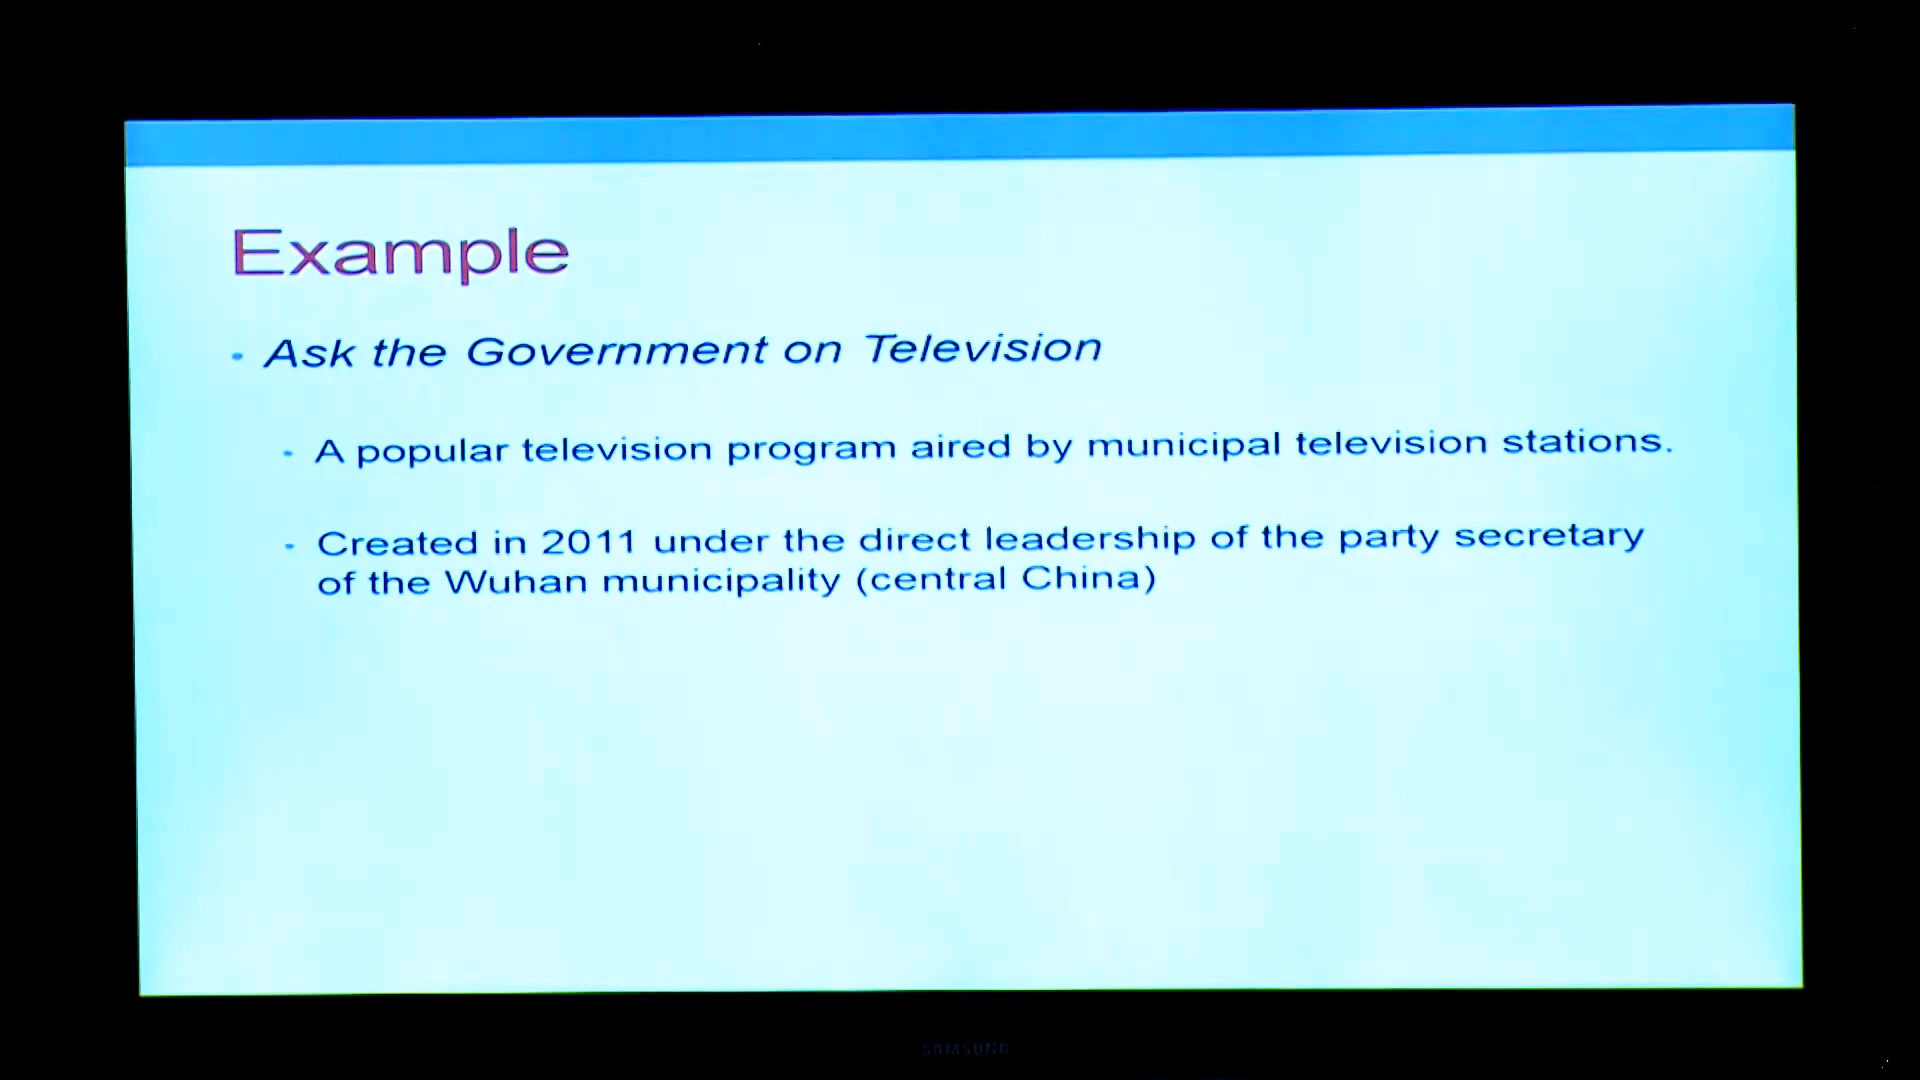 Example
• Ask the Government on Television
• A popular television program aired by municipal television stations.
• Created in 2011 under the direct leadership of the party secretary
of the Wuhan municipality (central China)
SAMSUNG